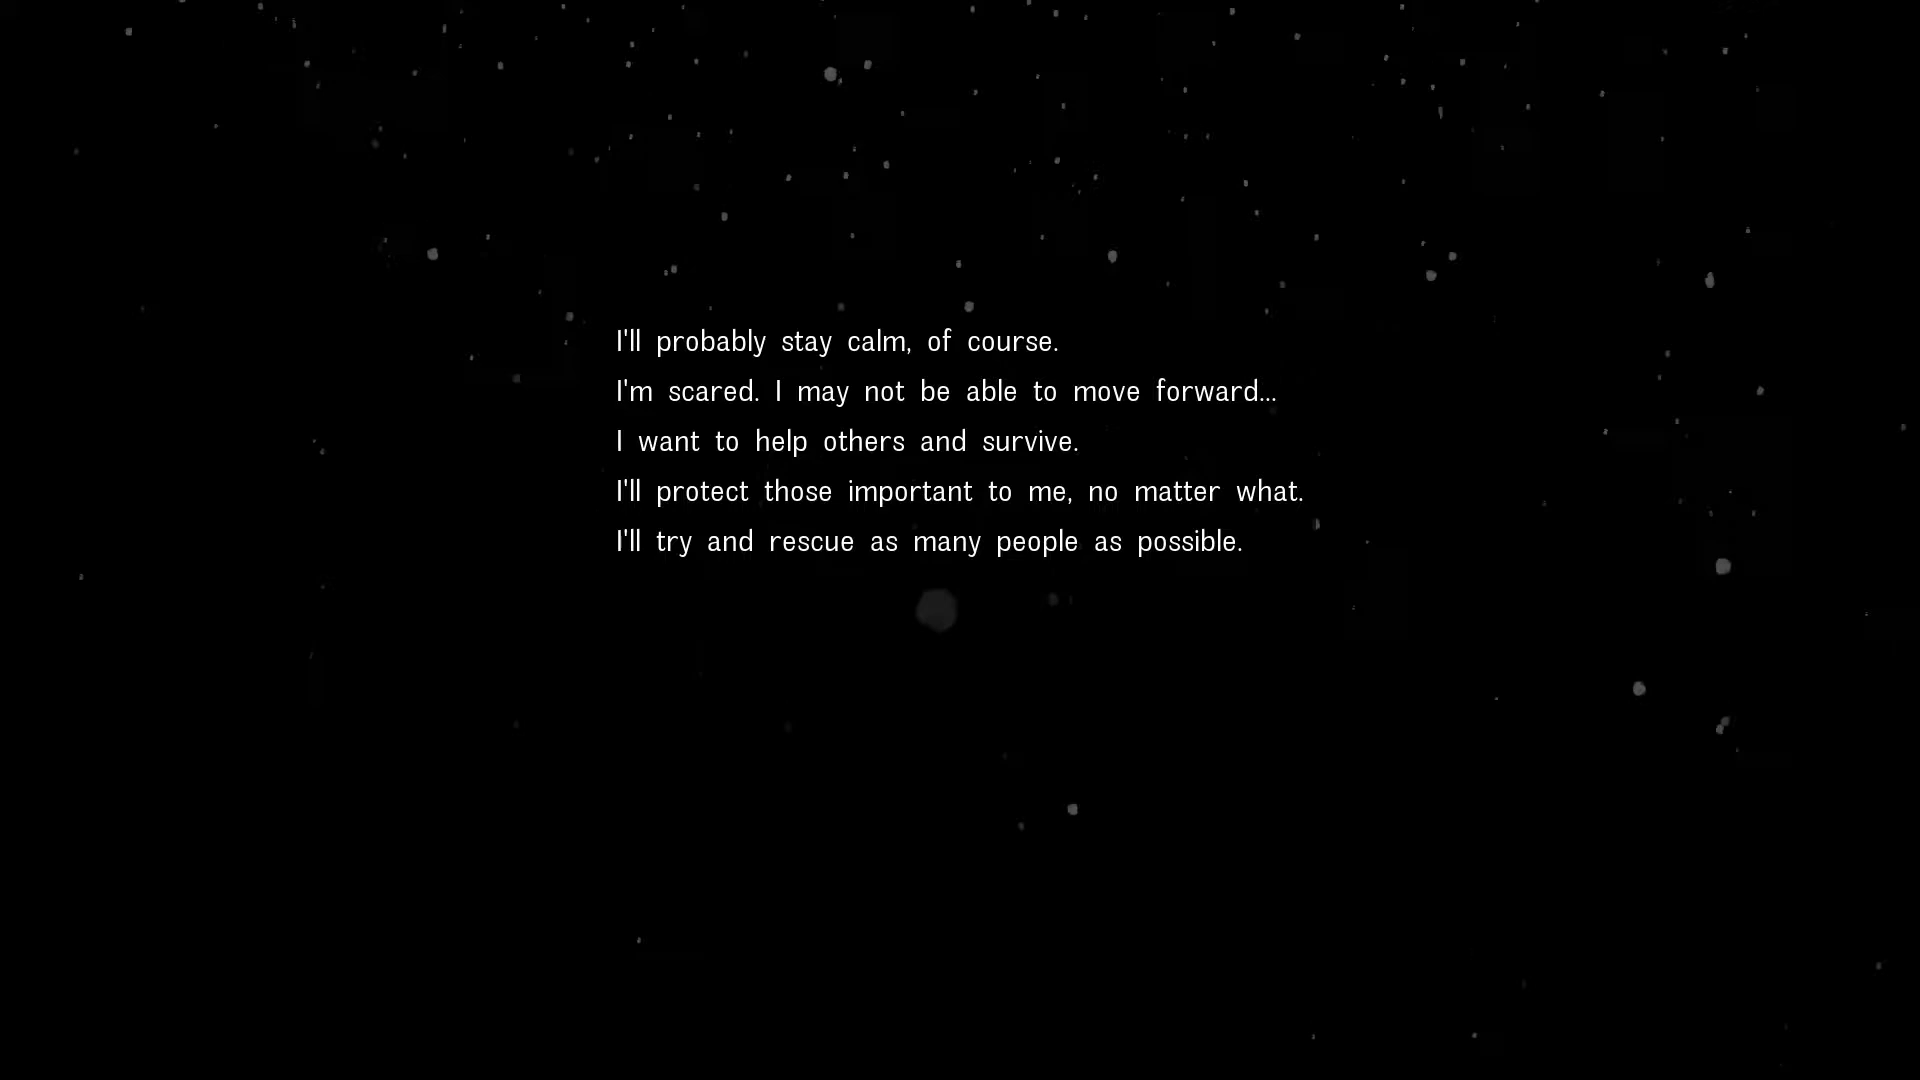 I'll probably stay calm, of course.
I'm scared. I may not be able to move forward...
I want to help others and survive.
I'll protect those important to me, no matter what.
I'll try and rescue as many people as possible.